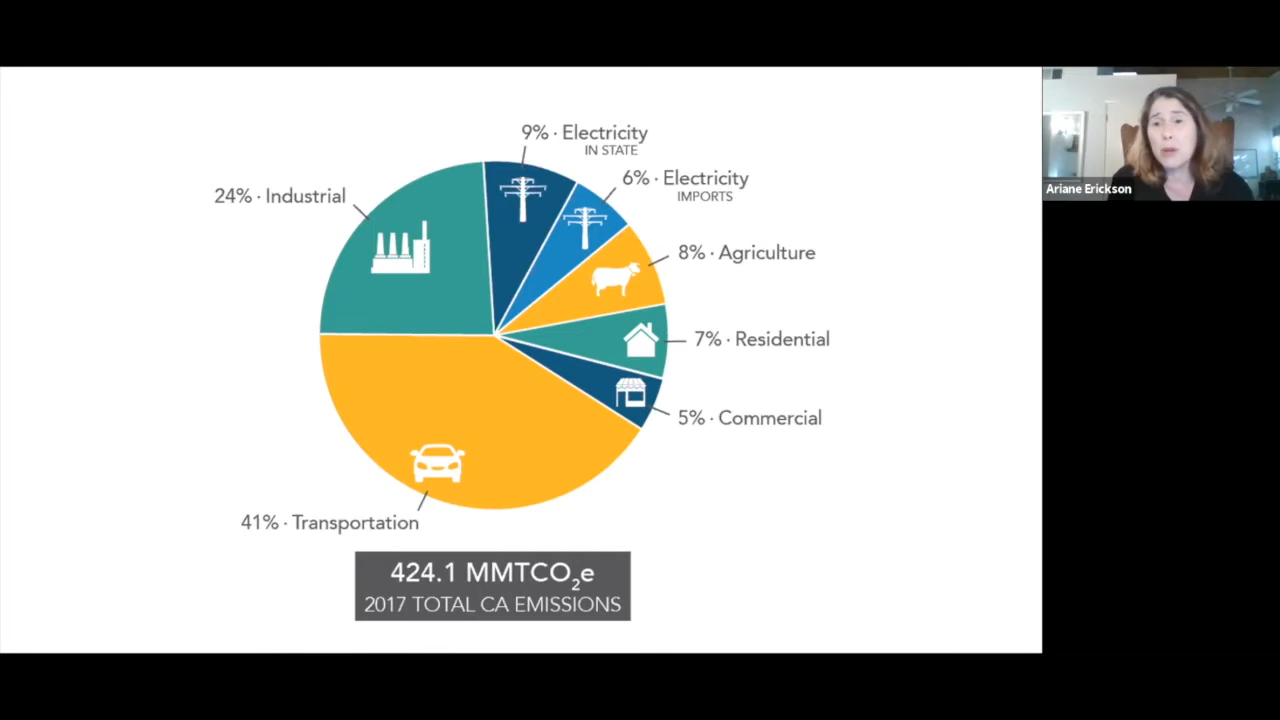 9% · Electricity
IN STATE
6% · Electricity
IMPORTS
24% · Industrial
8% · Agriculture
7% · Residential
5% · Commercial
41% · Transportation
424.1 MMTCO₂e
2017 TOTAL CA EMISSIONS
Ariane Erickson